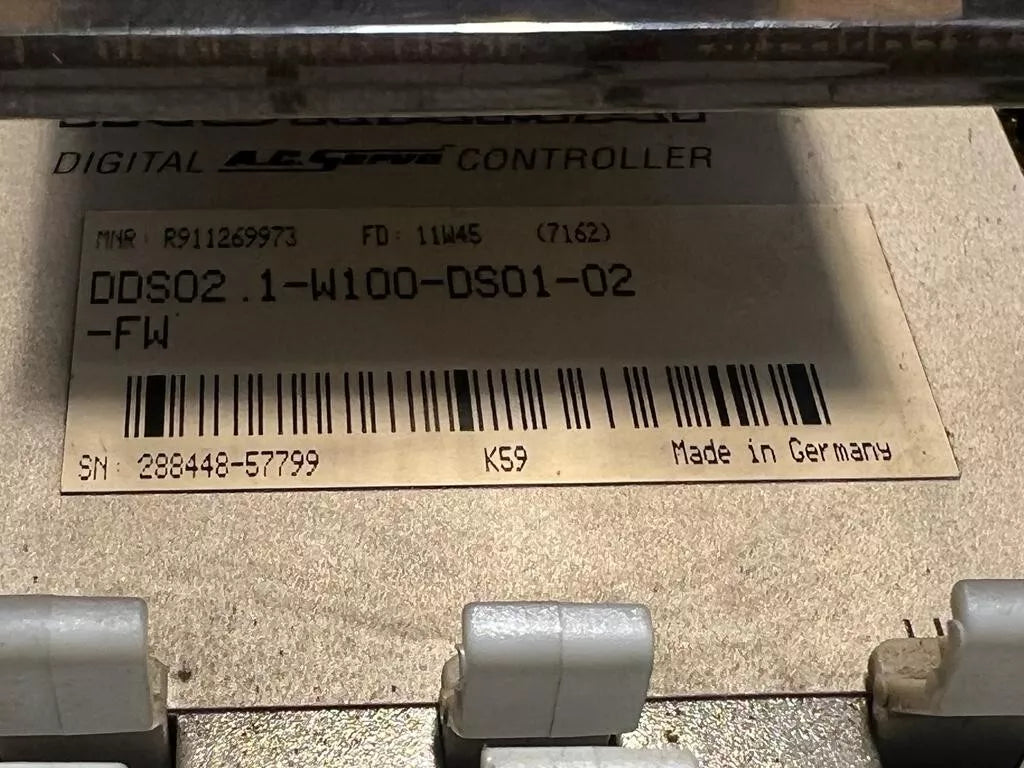 DIGITAL A.C. Servo CONTROLLER
MNR: R911269973 FD: 11W45 (7162)
DDS02.1-W100-DS01-02
-FW
SN: 288448-57799 K59 Made in Germany